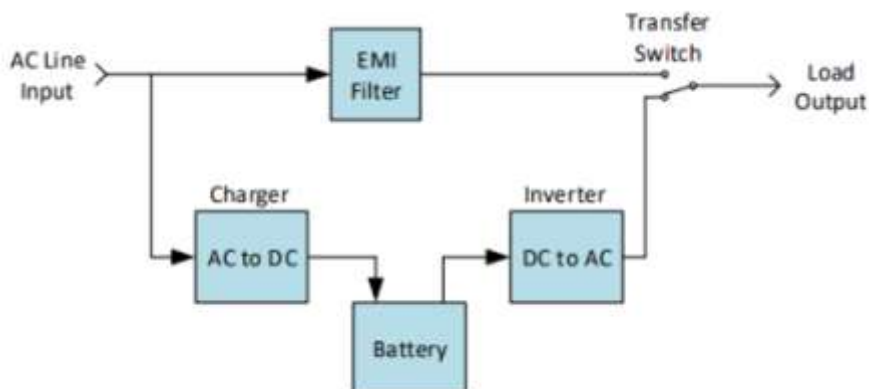 AC Line
Input
EMI
Filter
Transfer
Switch
Load
Output
Charger
AC to DC
Inverter
DC to AC
Battery